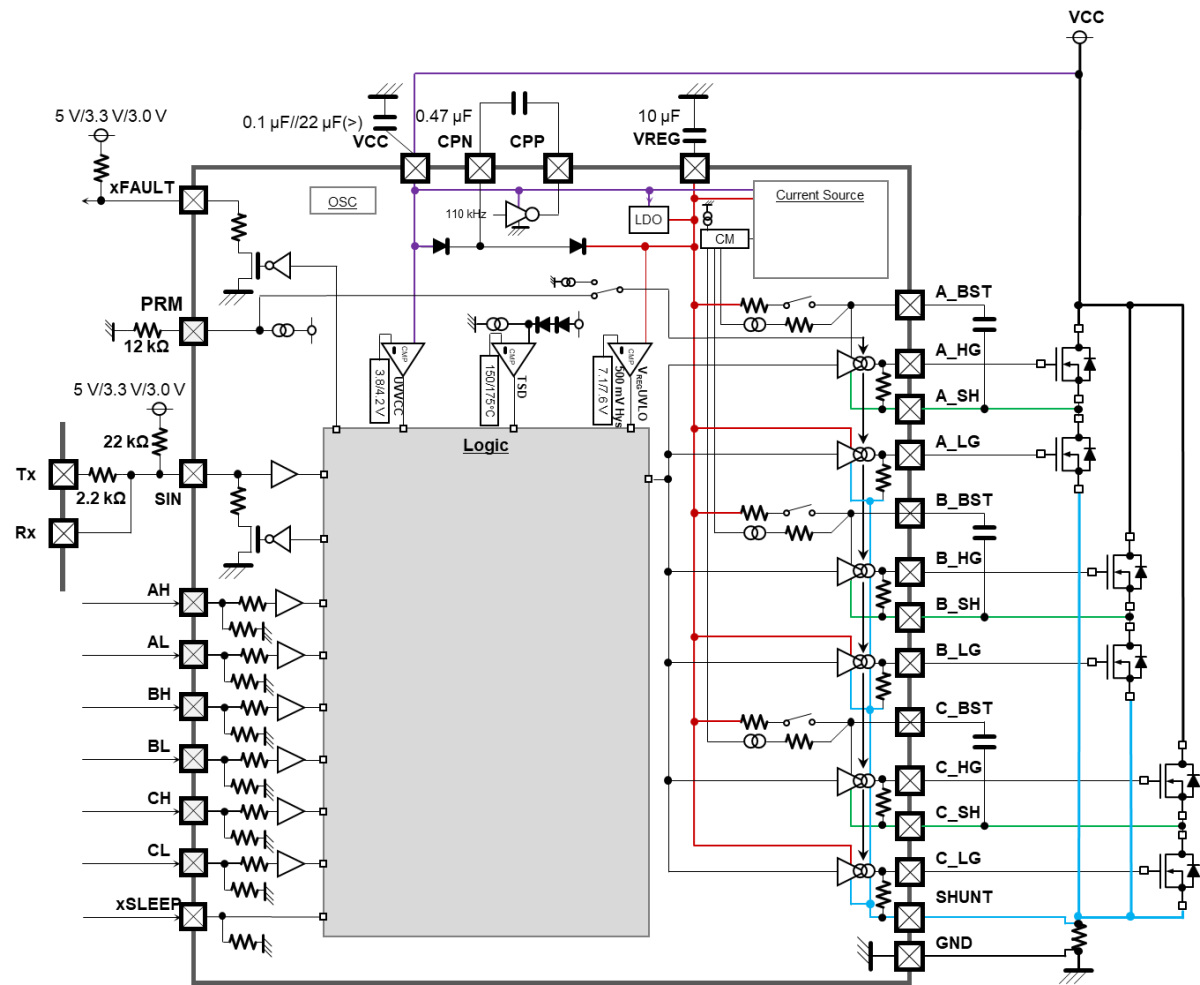 VCC
5 V/3.3 V/3.0 V
0.1 µF//22 µF(>)
VCC
0.47 µF
CPN
CPP
10 µF
VREG
xFAULT
OSC
110 kHz
LDO
Current Source
CM
PRM
12 kΩ
CMP
3.8/4.2 V
UVVCC
CMP
150/175°C
TSD
CMP
7.1/7.6 V
VREGUVLO
500 mV Hys
5 V/3.3 V/3.0 V
22 kΩ
Tx
2.2 kΩ
SIN
Rx
Logic
AH
AL
BH
BL
CH
CL
xSLEEP
A_BST
A_HG
A_SH
A_LG
B_BST
B_HG
B_SH
B_LG
C_BST
C_HG
C_SH
C_LG
SHUNT
GND